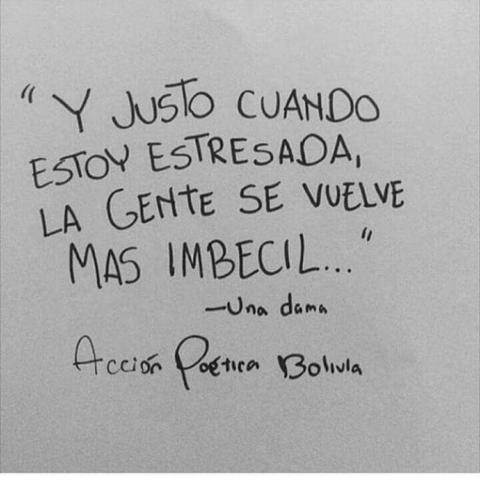 “Y JUSTO CUANDO
ESTOY ESTRESADA,
LA GENTE SE VUELVE
MAS IMBECIL...”
—Una dama
Acción Poética Bolivia